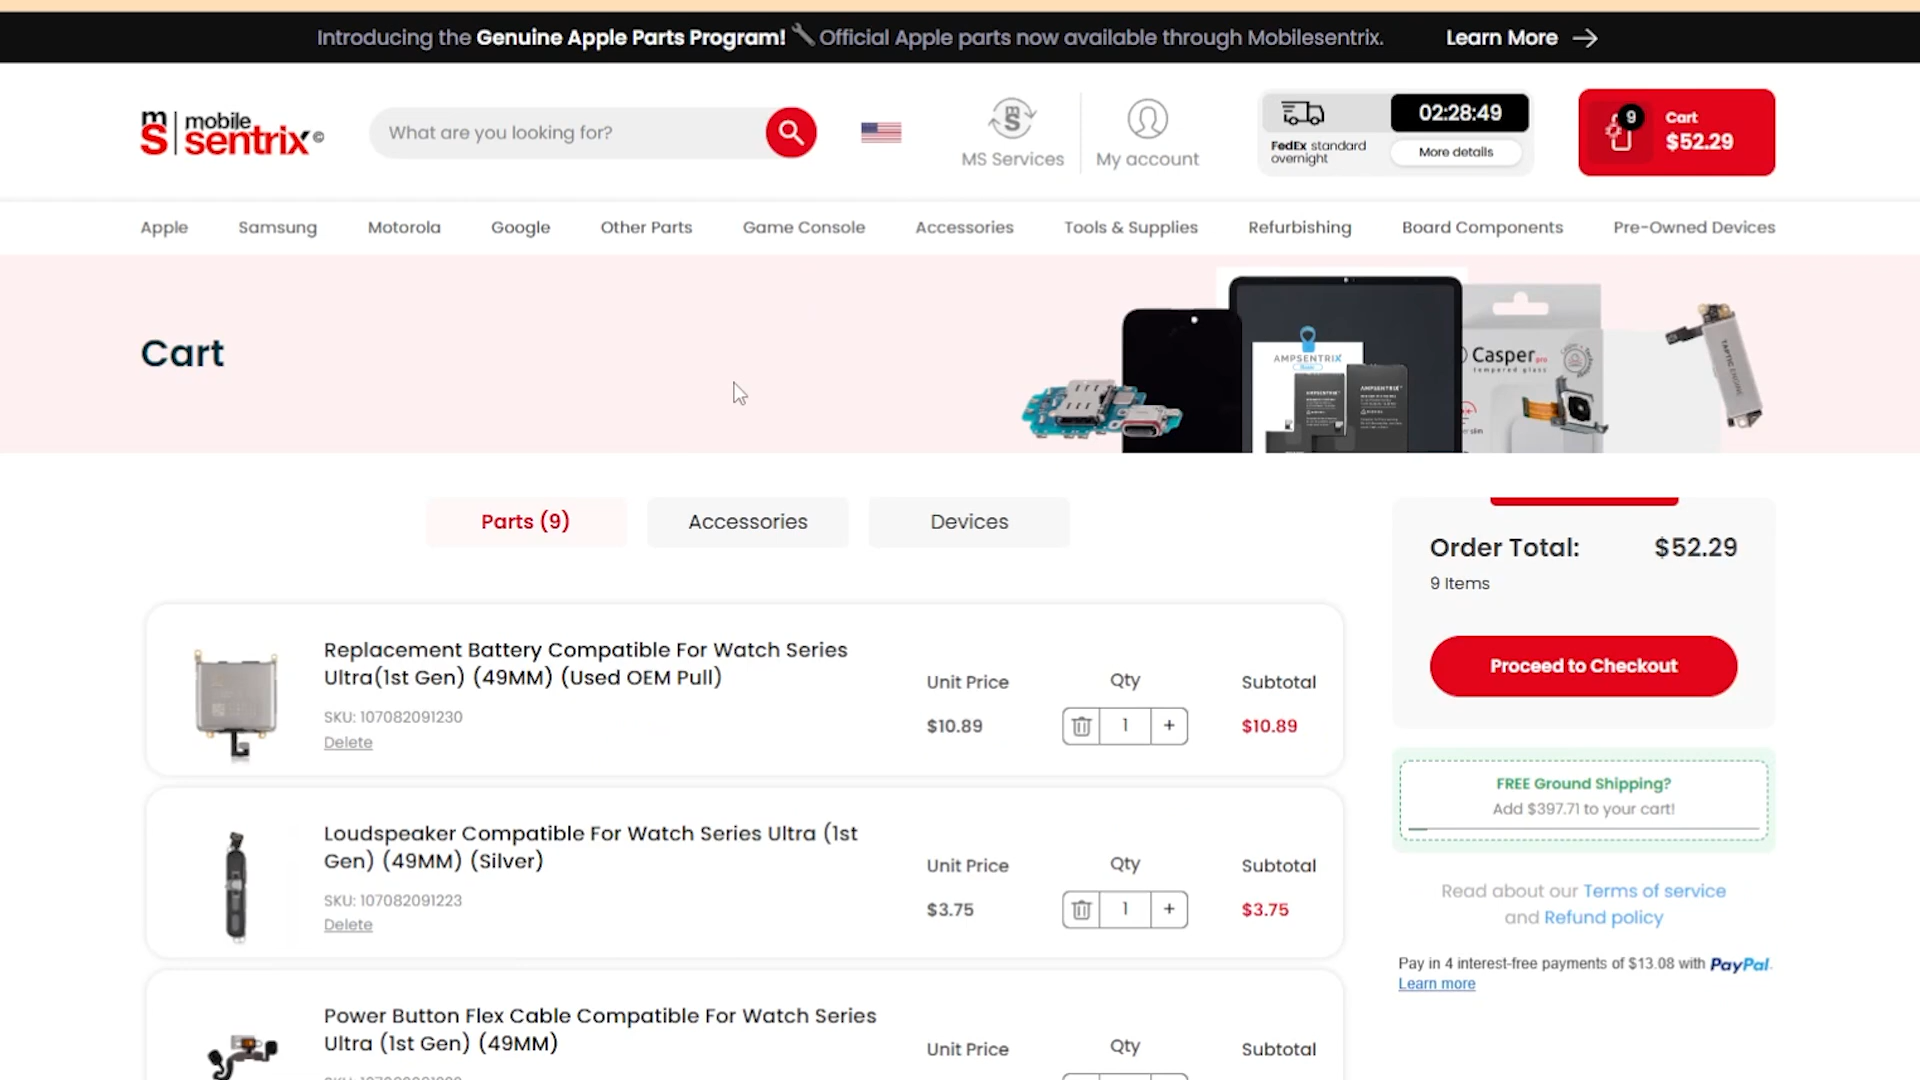 Introducing the Genuine Apple Parts Program! Official Apple parts now available through Mobilesentrix. Learn More
mS mobile sentrix ©
What are you looking for?
MS Services
My account
FedEx standard overnight
02:28:49
More details
9
Cart
$52.29
Apple Samsung Motorola Google Other Parts Game Console Accessories Tools & Supplies Refurbishing Board Components Pre-Owned Devices
Cart
AMPSENTRIX
Casper pro
tempered glass
AMPSENTRIX
AMPSENTRIX
TAPTIC ENGINE
Parts (9)
Accessories
Devices
Order Total: $52.29
9 Items
Proceed to Checkout
FREE Ground Shipping?
Add $397.71 to your cart!
Read about our Terms of service
and Refund policy
Pay in 4 interest-free payments of $13.08 with PayPal.
Learn more
Replacement Battery Compatible For Watch Series
Ultra(1st Gen) (49MM) (Used OEM Pull)
SKU: 107082091230
Delete
Unit Price Qty Subtotal
$10.89 1 + $10.89
Loudspeaker Compatible For Watch Series Ultra (1st
Gen) (49MM) (Silver)
SKU: 107082091223
Delete
Unit Price Qty Subtotal
$3.75 1 + $3.75
Power Button Flex Cable Compatible For Watch Series
Ultra (1st Gen) (49MM)
Unit Price Qty Subtotal